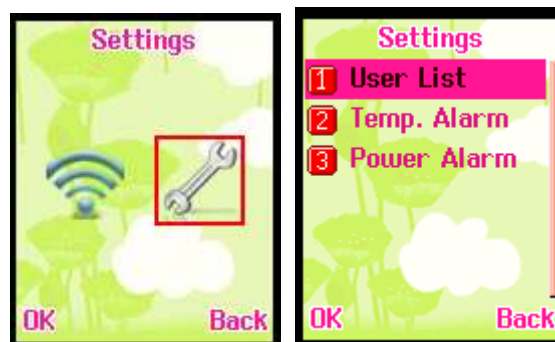 Settings
OK Back
Settings
1 User List
2 Temp. Alarm
3 Power Alarm
OK Back